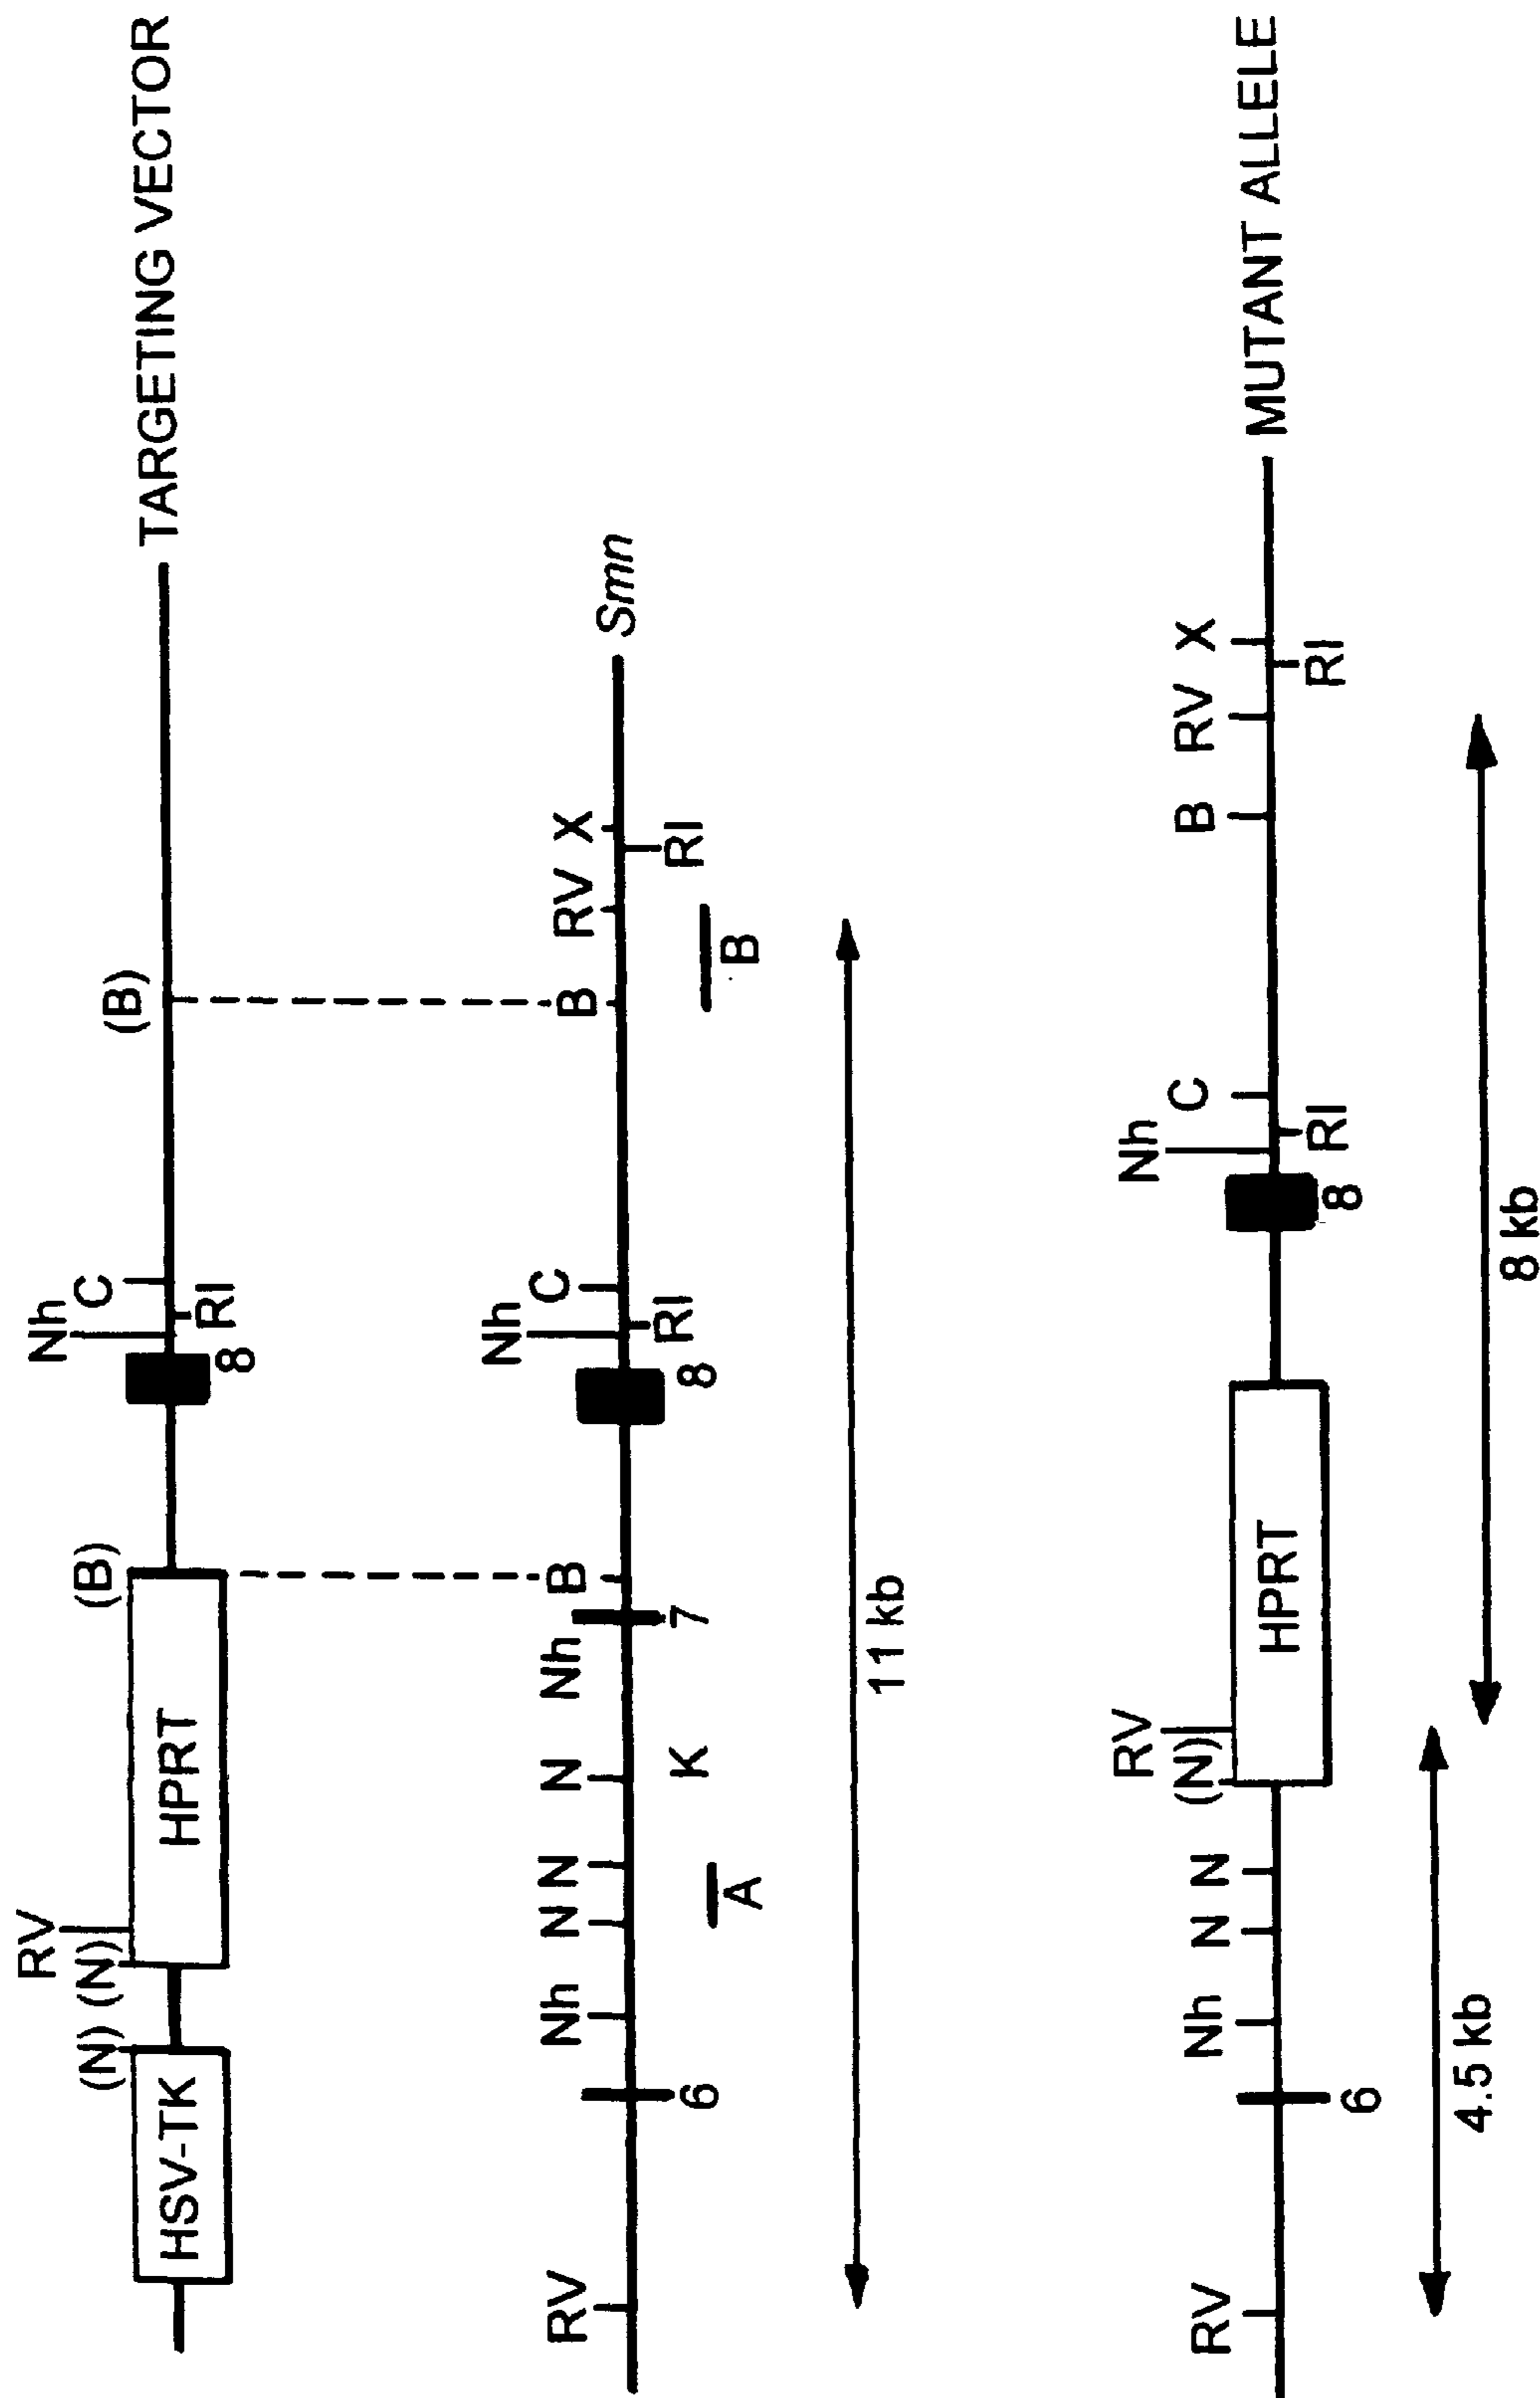 RV
Nh
(N) (N)
(B)
C
(B)
HSV-TK
HPRT
8
RI
TARGETING VECTOR
Nh
RV
Nh
N
N
N
Nh
B
C
B
RV
X
Smn
6
A
K
7
8
RI
B
RI
11 kb
RV
Nh
RV
Nh
N
N
(N)
C
B
RV
X
HPRT
MUTANT ALLELE
6
8
RI
RI
4.5 kb
8 kb